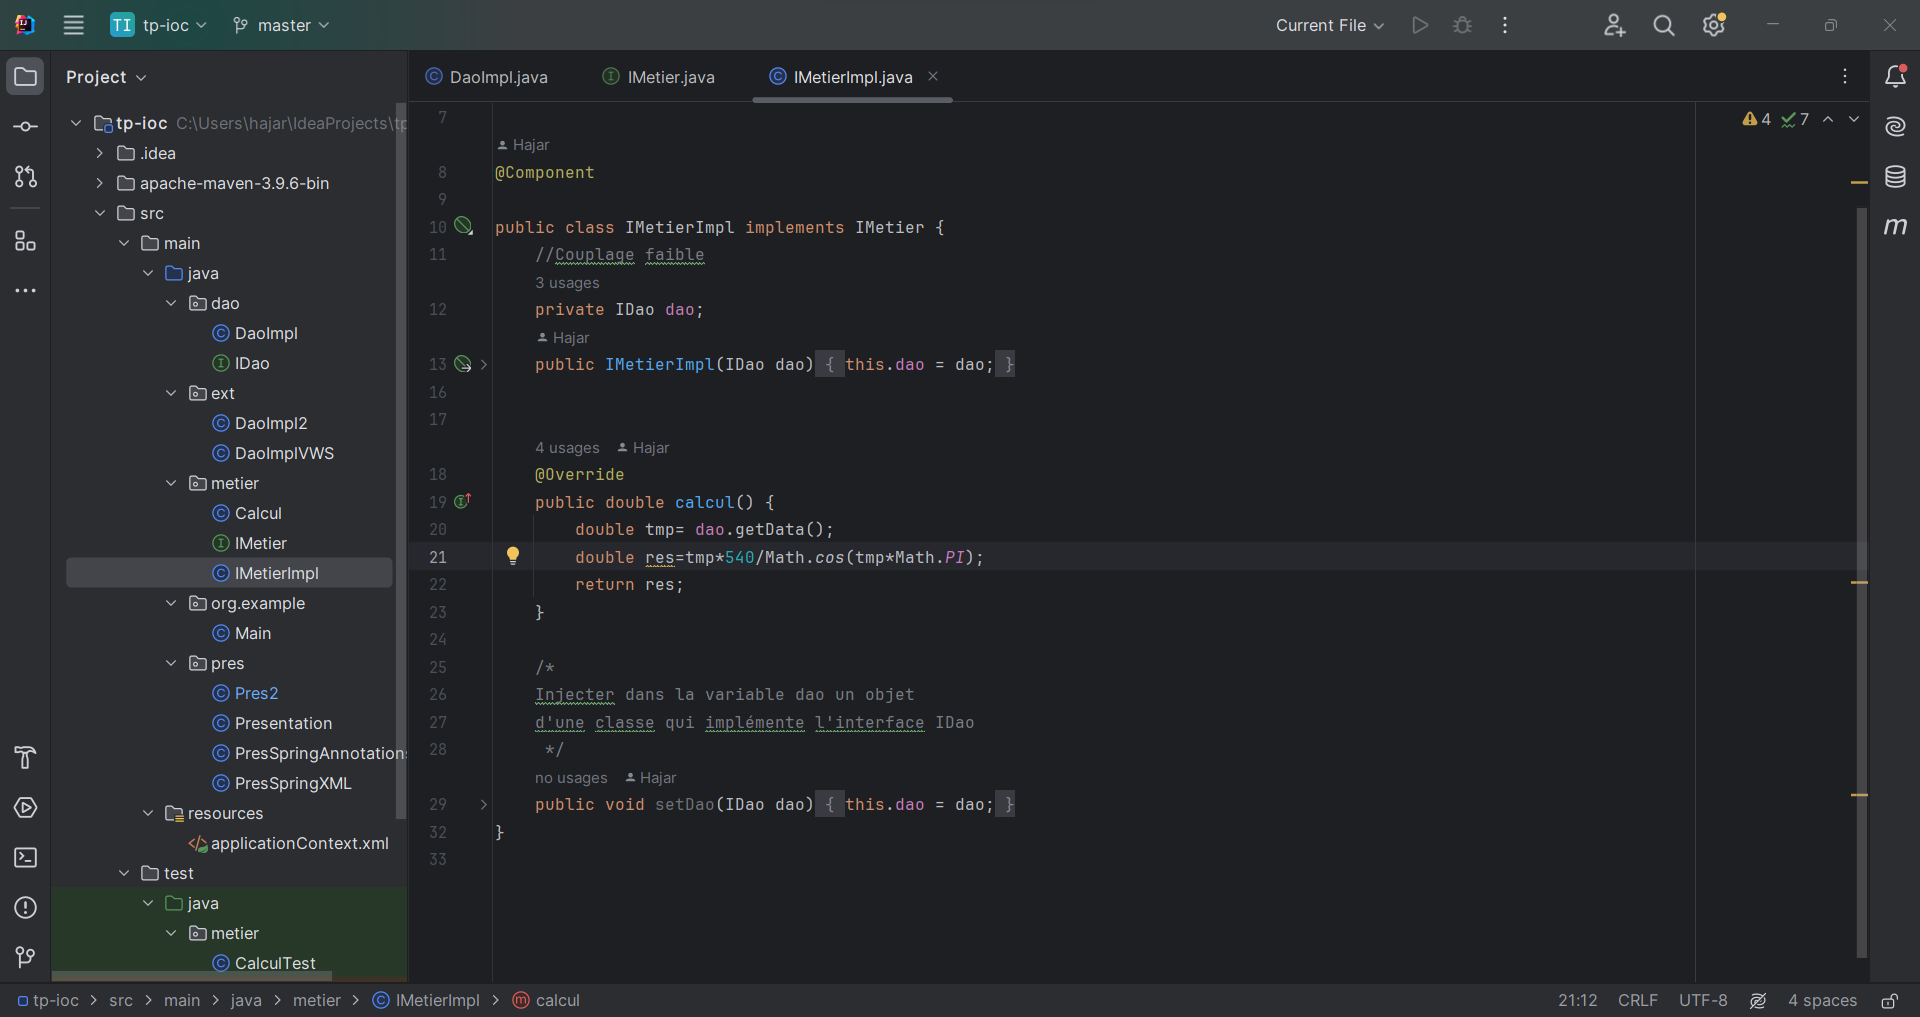 TI tp-ioc master Current File
Project
DaoImpl.java IMetier.java IMetierImpl.java
tp-ioc C:\Users\hajar\IdeaProjects\tp
.idea
apache-maven-3.9.6-bin
src
main
java
dao
DaoImpl
IDao
ext
DaoImpl2
DaoImplVWS
metier
Calcul
IMetier
IMetierImpl
org.example
Main
pres
Pres2
Presentation
PresSpringAnnotations
PresSpringXML
resources
applicationContext.xml
test
java
metier
CalculTest
4 7
7
Hajar
8 @Component
9
10 public class IMetierImpl implements IMetier {
11 //Couplage faible
3 usages
12 private IDao dao;
Hajar
13 public IMetierImpl(IDao dao) { this.dao = dao; }
16
17
4 usages Hajar
18 @Override
19 public double calcul() {
20 double tmp= dao.getData();
21 double res=tmp*540/Math.cos(tmp*Math.PI);
22 return res;
23 }
24
25 /*
26 Injecter dans la variable dao un objet
27 d'une classe qui implémente l'interface IDao
28 */
no usages Hajar
29 public void setDao(IDao dao) { this.dao = dao; }
32 }
33
m
tp-ioc > src > main > java > metier > IMetierImpl > calcul 21:12 CRLF UTF-8 4 spaces